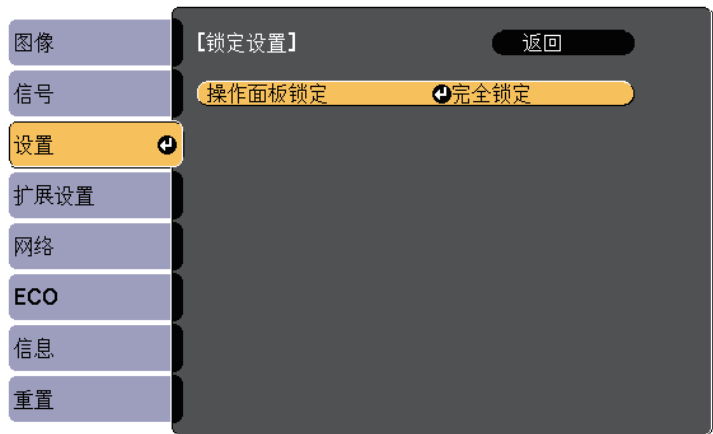 图像
信号
设置
扩展设置
网络
ECO
信息
重置
【锁定设置】
返回
操作面板锁定 完全锁定